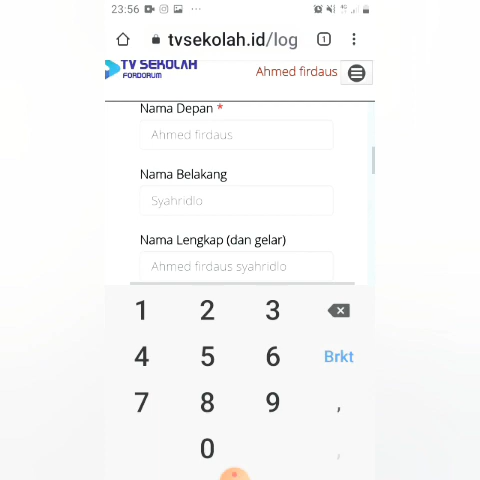 23:56
tvsekolah.id/log
1
TV SEKOLAH
FORDORUM
Ahmed firdaus
Nama Depan *
Ahmed firdaus
Nama Belakang
Syahridlo
Nama Lengkap (dan gelar)
Ahmed firdaus syahridlo
1 2 3
4 5 6 Brkt
7 8 9 ,
0 ,